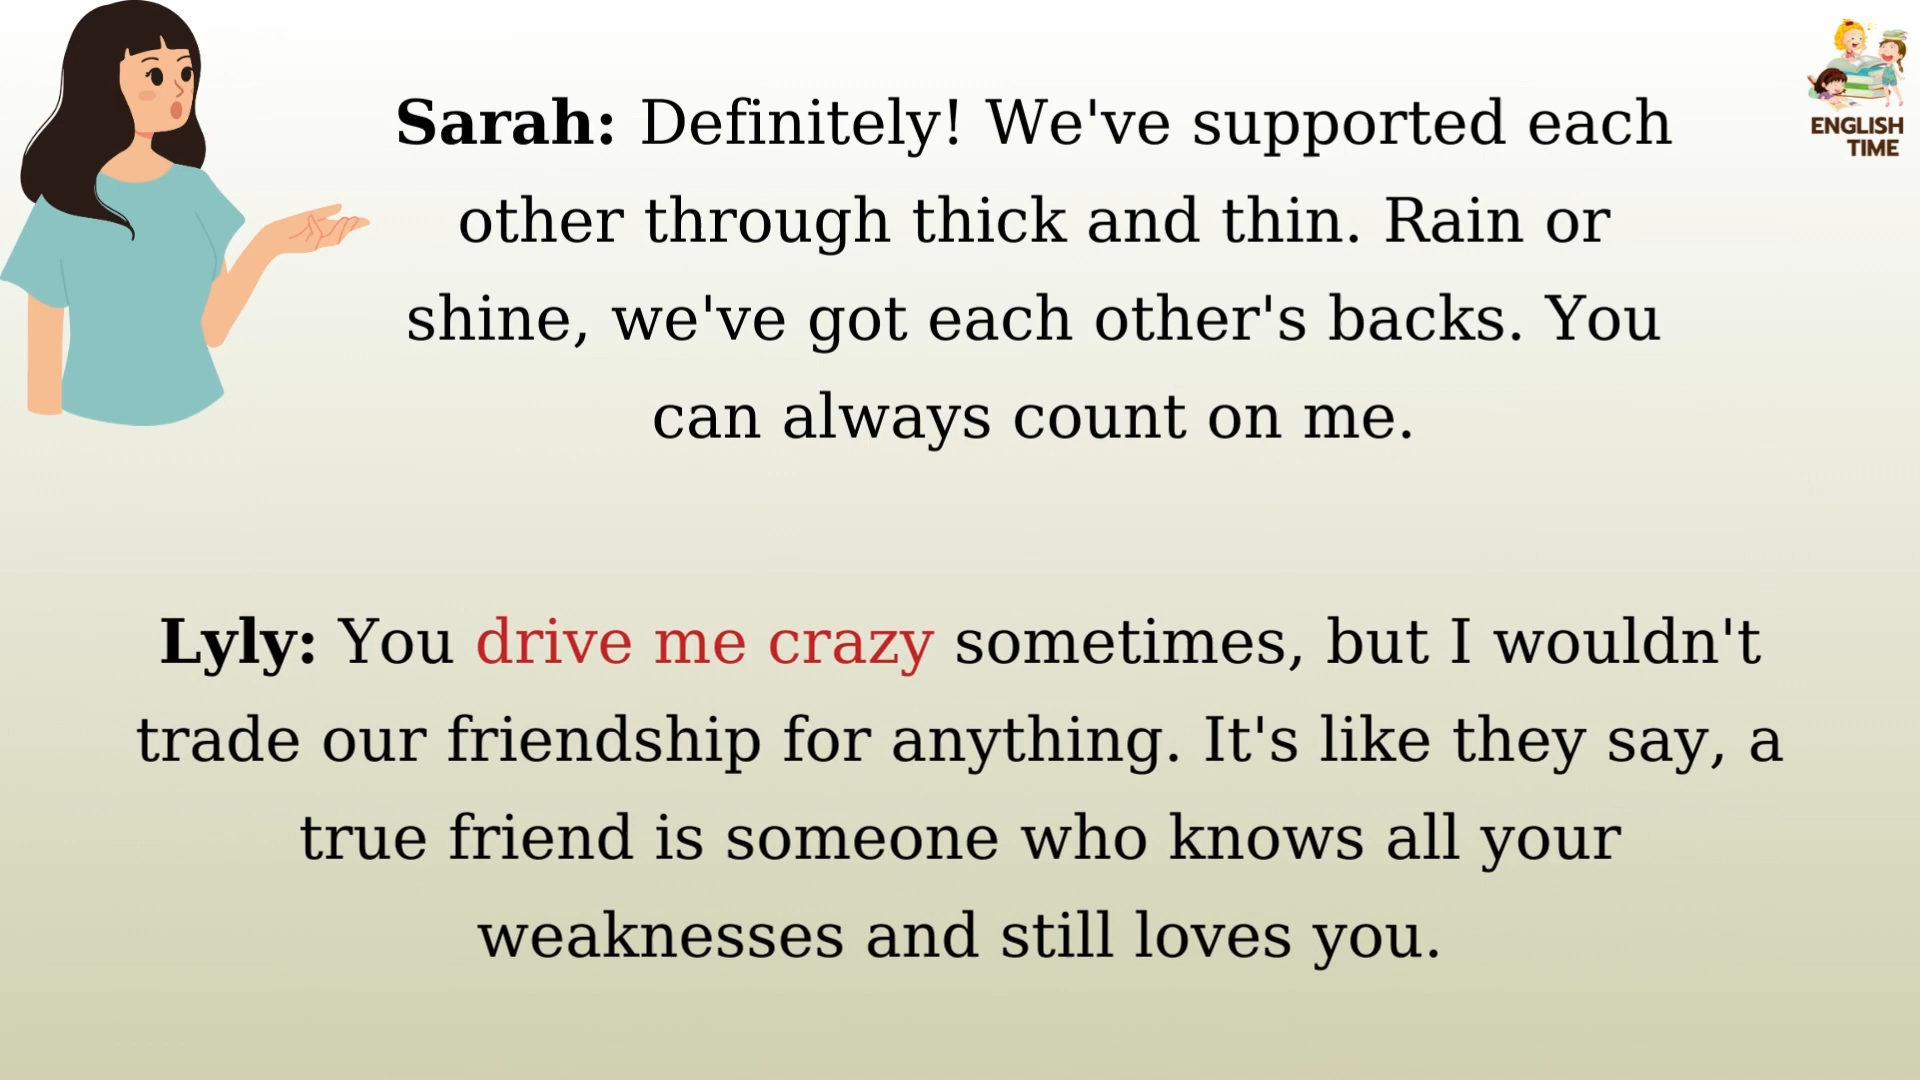 Sarah: Definitely! We've supported each
other through thick and thin. Rain or
shine, we've got each other's backs. You
can always count on me.
ENGLISH
TIME
Lyly: You drive me crazy sometimes, but I wouldn't
trade our friendship for anything. It's like they say, a
true friend is someone who knows all your
weaknesses and still loves you.